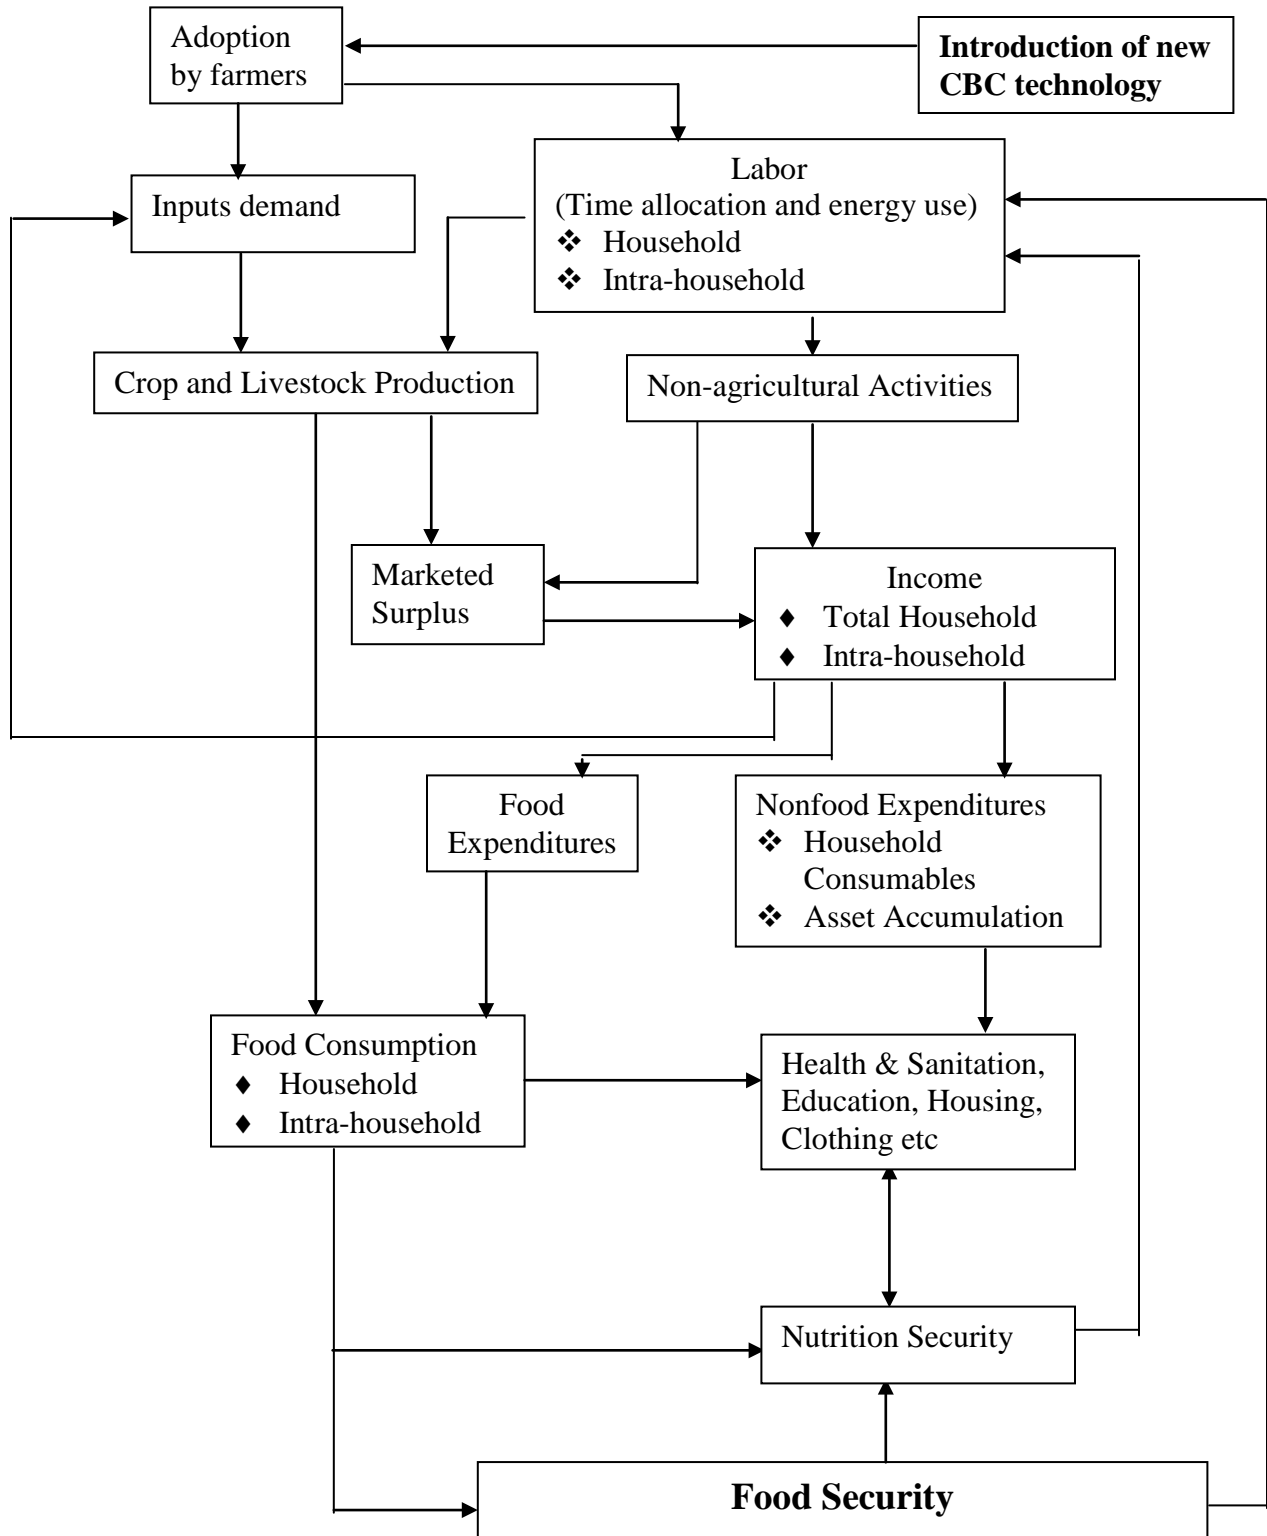 Adoption
by farmers
Introduction of new
CBC technology
Labor
(Time allocation and energy use)
❖ Household
❖ Intra-household
Inputs demand
Crop and Livestock Production
Non-agricultural Activities
Marketed
Surplus
Income
♦ Total Household
♦ Intra-household
Food
Expenditures
Nonfood Expenditures
❖ Household
Consumables
❖ Asset Accumulation
Food Consumption
♦ Household
♦ Intra-household
Health & Sanitation,
Education, Housing,
Clothing etc
Nutrition Security
Food Security